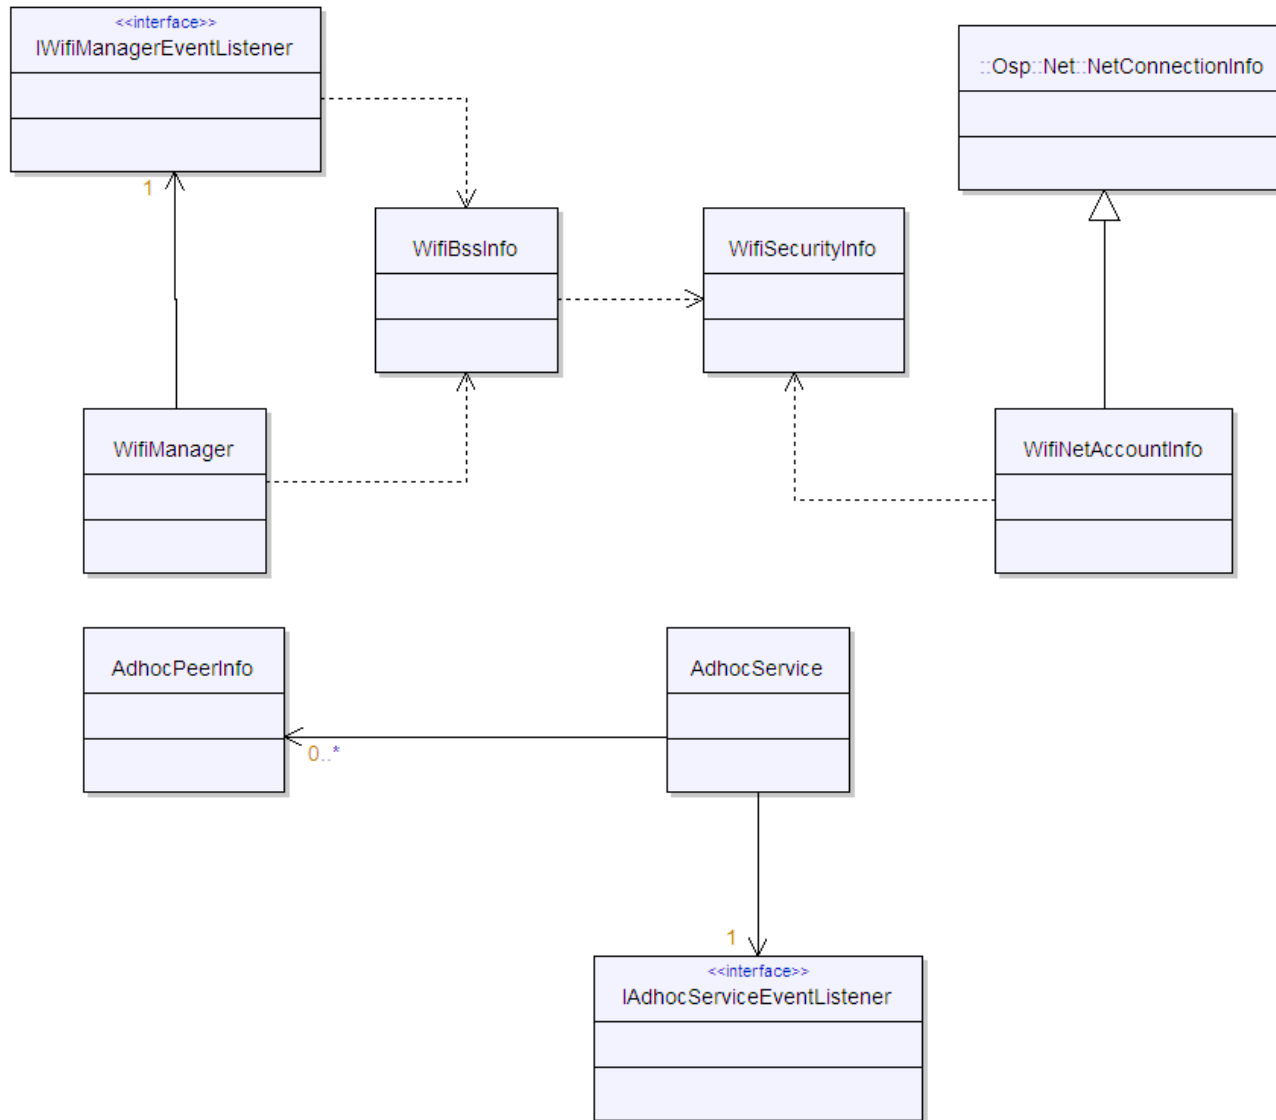 <<interface>>
IWifiManagerEventListener
::Osp::Net::NetConnectionInfo
1
WifiBssInfo
WifiSecurityInfo
WifiManager
WifiNetAccountInfo
AdhocPeerInfo
AdhocService
0..*
1
<<interface>>
IAdhocServiceEventListener